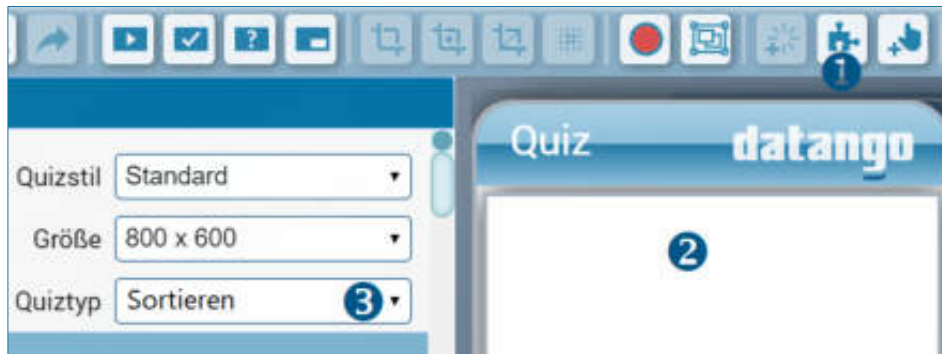 ?
1
Quiz datango
Quizstil Standard
Größe 800 x 600
2
Quiztyp Sortieren 3